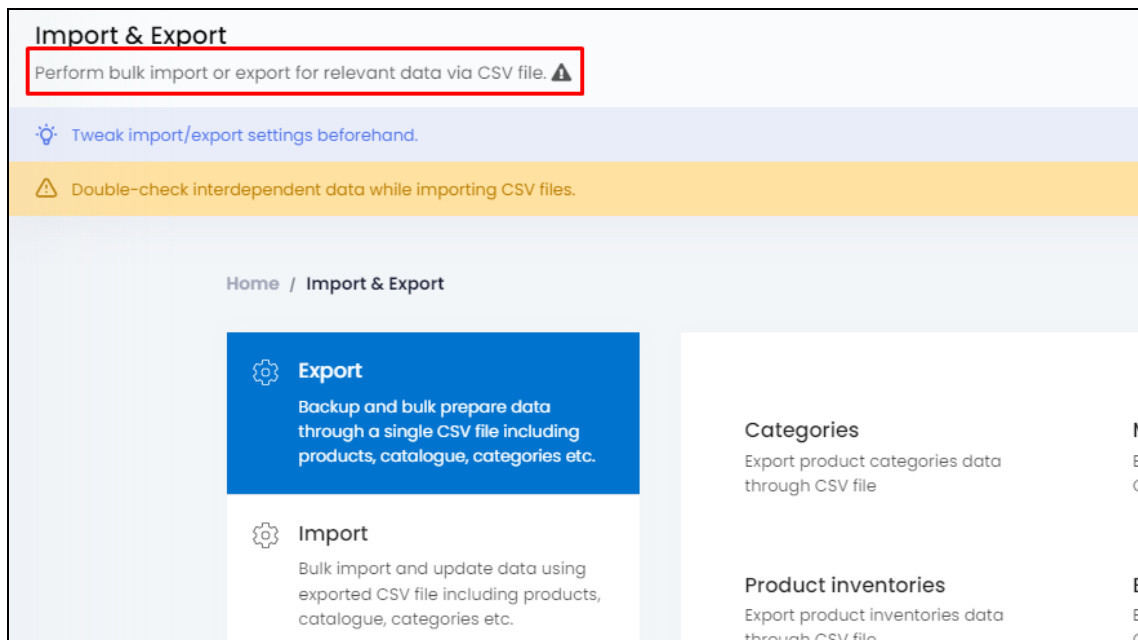 Import & Export
Perform bulk import or export for relevant data via CSV file.
Tweak import/export settings beforehand.
Double-check interdependent data while importing CSV files.
Home / Import & Export
Export
Backup and bulk prepare data
through a single CSV file including
products, catalogue, categories etc.
Import
Bulk import and update data using
exported CSV file including products,
catalogue, categories etc.
Categories
Export product categories data
through CSV file
Product inventories
Export product inventories data
through CSV file